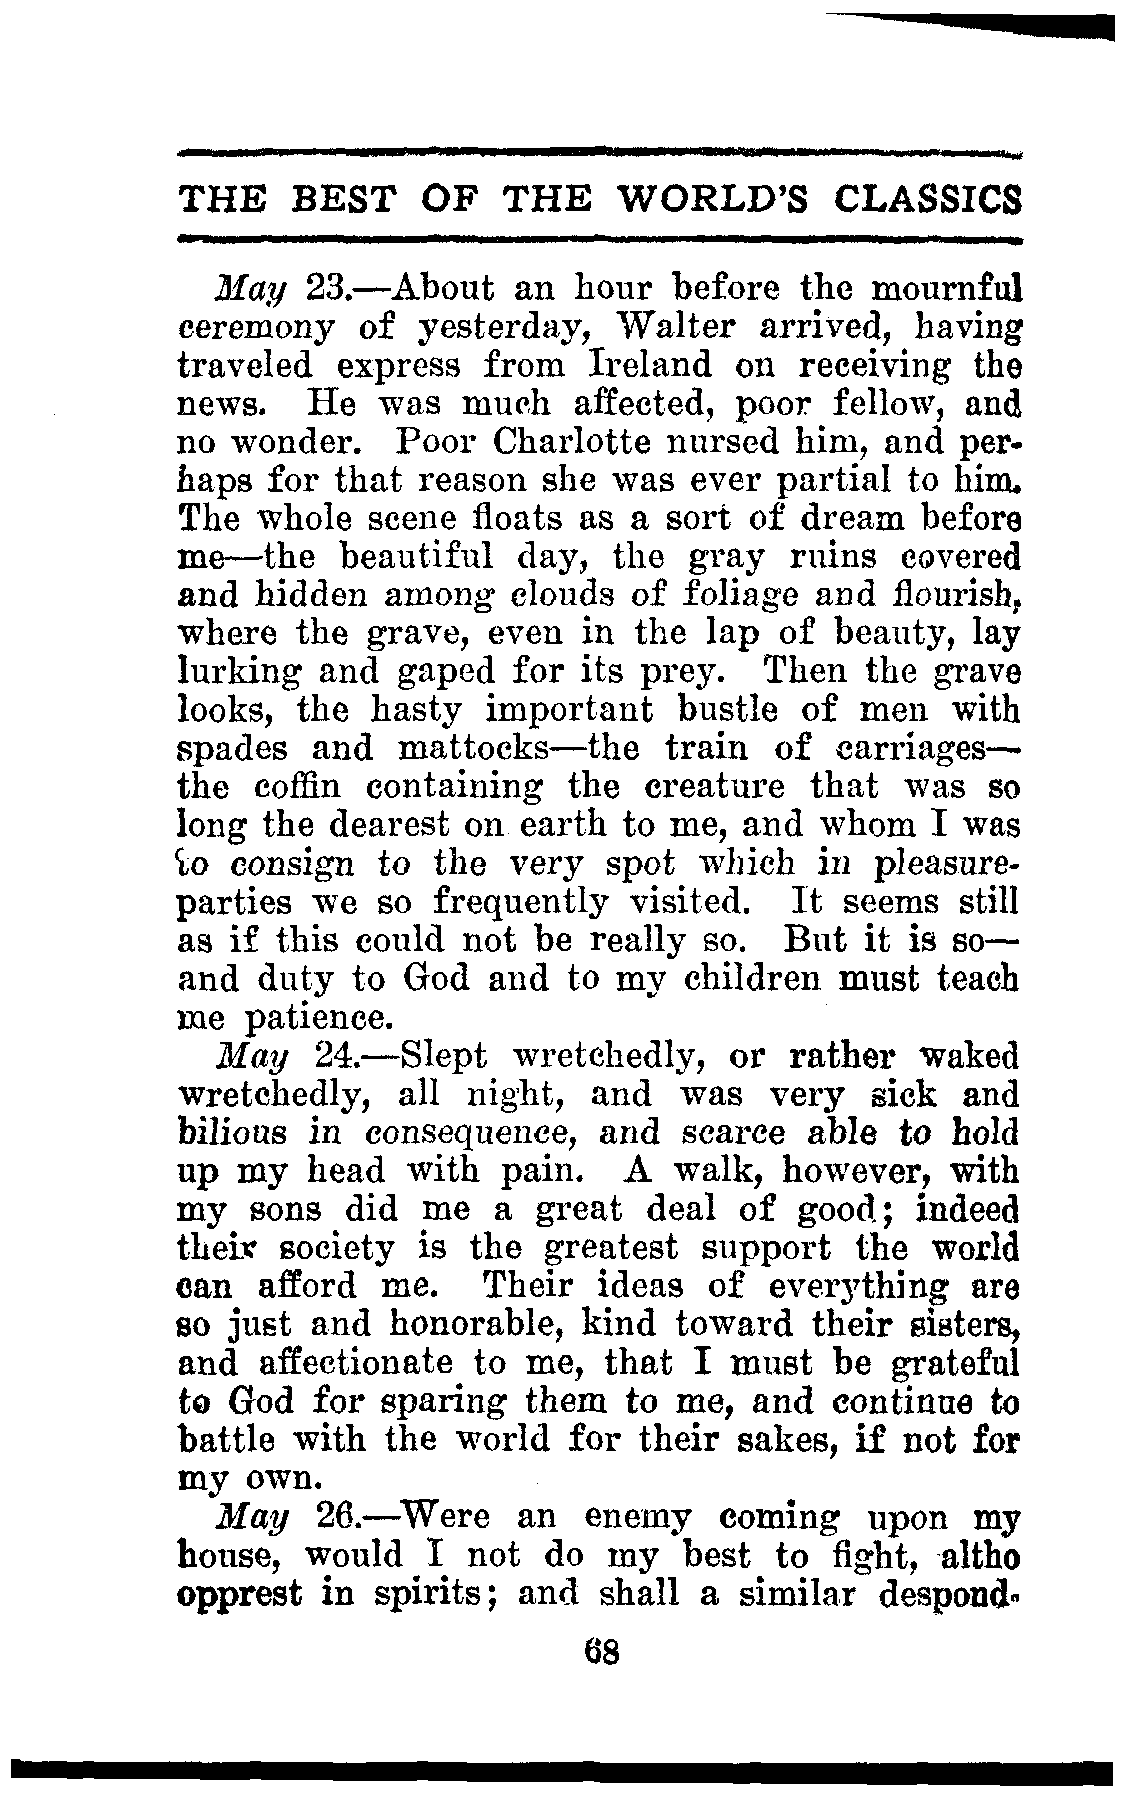 THE BEST OF THE WORLD'S CLASSICS
May 23.—About an hour before the mournful
ceremony of yesterday, Walter arrived, having
traveled express from Ireland on receiving the
news. He was much affected, poor fellow, and
no wonder. Poor Charlotte nursed him, and per-
haps for that reason she was ever partial to him.
The whole scene floats as a sort of dream before
me—the beautiful day, the gray ruins covered
and hidden among clouds of foliage and flourish,
where the grave, even in the lap of beauty, lay
lurking and gaped for its prey. Then the grave
looks, the hasty important bustle of men with
spades and mattocks—the train of carriages—
the coffin containing the creature that was so
long the dearest on earth to me, and whom I was
to consign to the very spot which in pleasure-
parties we so frequently visited. It seems still
as if this could not be really so. But it is so—
and duty to God and to my children must teach
me patience.
May 24.—Slept wretchedly, or rather waked
wretchedly, all night, and was very sick and
bilious in consequence, and scarce able to hold
up my head with pain. A walk, however, with
my sons did me a great deal of good; indeed
their society is the greatest support the world
can afford me. Their ideas of everything are
so just and honorable, kind toward their sisters,
and affectionate to me, that I must be grateful
to God for sparing them to me, and continue to
battle with the world for their sakes, if not for
my own.
May 26.—Were an enemy coming upon my
house, would I not do my best to fight, altho
opprest in spirits; and shall a similar despond-
68